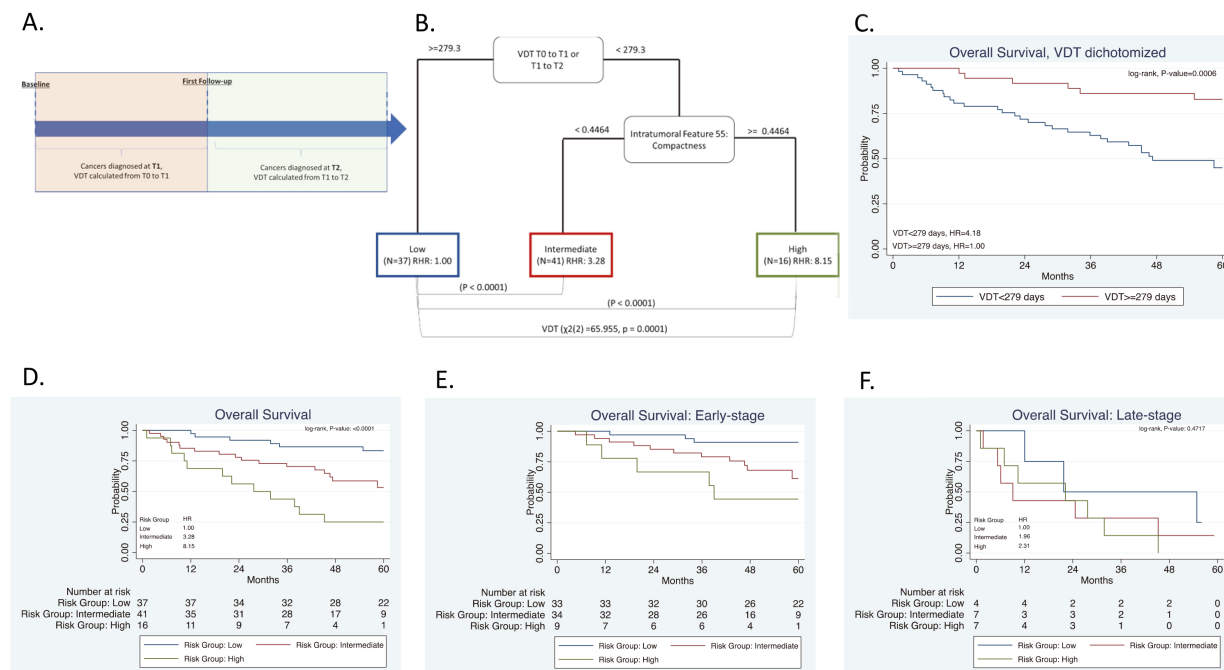 A.
Baseline
First Follow-up
Cancers diagnosed at T1,
VDT calculated from T0 to T1
Cancers diagnosed at T2,
VDT calculated from T1 to T2
B.
>=279.3
VDT T0 to T1 or
T1 to T2
< 279.3
< 0.4464
Intratumoral Feature 55:
Compactness
>= 0.4464
Low
(N=37) RHR: 1.00
Intermediate
(N=41) RHR: 3.28
High
(N=16) RHR: 8.15
(P < 0.0001)
(P < 0.0001)
VDT (χ2(2) =65.955, p = 0.0001)
C.
Overall Survival, VDT dichotomized
log-rank, P-value=0.0006
Probability
1.00
0.75
0.50
0.25
0.00
VDT<279 days, HR=4.18
VDT>=279 days, HR=1.00
0 12 24 36 48 60
Months
VDT<279 days VDT>=279 days
D.
Overall Survival
log-rank, P-value: <0.0001
Probability
1.00
0.75
0.50
0.25
0.00
Risk Group HR
Low 1.00
Intermediate 3.28
High 8.15
0 12 24 36 48 60
Months
Number at risk
Risk Group: Low 37 37 34 32 28 22
Risk Group: Intermediate 41 35 31 28 17 9
Risk Group: High 16 11 9 7 4 1
Risk Group: Low Risk Group: Intermediate
Risk Group: High
E.
Overall Survival: Early-stage
Probability
1.00
0.75
0.50
0.25
0.00
0 12 24 36 48 60
Months
Number at risk
Risk Group: Low 33 33 32 30 26 22
Risk Group: Intermediate 34 32 28 26 16 9
Risk Group: High 9 7 6 6 4 1
Risk Group: Low Risk Group: Intermediate
Risk Group: High
F.
Overall Survival: Late-stage
log-rank, P-value: 0.4717
Probability
1.00
0.75
0.50
0.25
0.00
Risk Group HR
Low 1.00
Intermediate 1.96
High 2.31
0 12 24 36 48 60
Months
Number at risk
Risk Group: Low 4 4 2 2 2 0
Risk Group: Intermediate 7 3 3 2 1 0
Risk Group: High 7 4 3 1 0 0
Risk Group: Low Risk Group: Intermediate
Risk Group: High